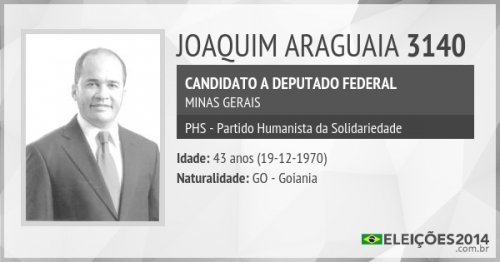 JOAQUIM ARAGUAIA 3140
CANDIDATO A DEPUTADO FEDERAL
MINAS GERAIS
PHS - Partido Humanista da Solidariedade
Idade: 43 anos (19-12-1970)
Naturalidade: GO - Goiania
ELEIÇÕES2014
.com.br